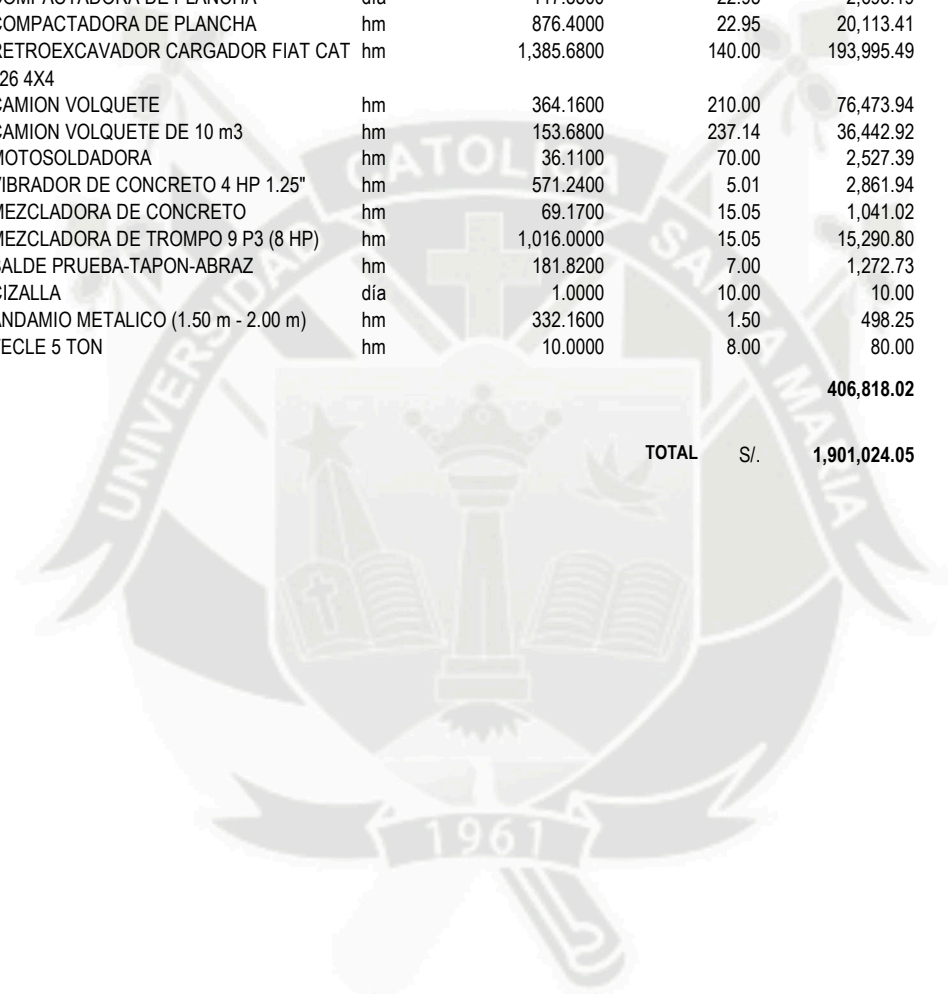 COMPACTADORA DE PLANCHA hm 876.4000 22.95 20,113.41
RETROEXCAVADOR CARGADOR FIAT CAT hm 1,385.6800 140.00 193,995.49
26 4X4
CAMION VOLQUETE hm 364.1600 210.00 76,473.94
CAMION VOLQUETE DE 10 m3 hm 153.6800 237.14 36,442.92
MOTOSOLDADORA hm 36.1100 70.00 2,527.39
VIBRADOR DE CONCRETO 4 HP 1.25" hm 571.2400 5.01 2,861.94
MEZCLADORA DE CONCRETO hm 69.1700 15.05 1,041.02
MEZCLADORA DE TROMPO 9 P3 (8 HP) hm 1,016.0000 15.05 15,290.80
BALDE PRUEBA-TAPON-ABRAZ hm 181.8200 7.00 1,272.73
CIZALLA día 1.0000 10.00 10.00
ANDAMIO METALICO (1.50 m - 2.00 m) hm 332.1600 1.50 498.25
TECLE 5 TON hm 10.0000 8.00 80.00
406,818.02
TOTAL S/. 1,901,024.05
UNIVERSIDAD CATOLICA SANTA MARIA
1961